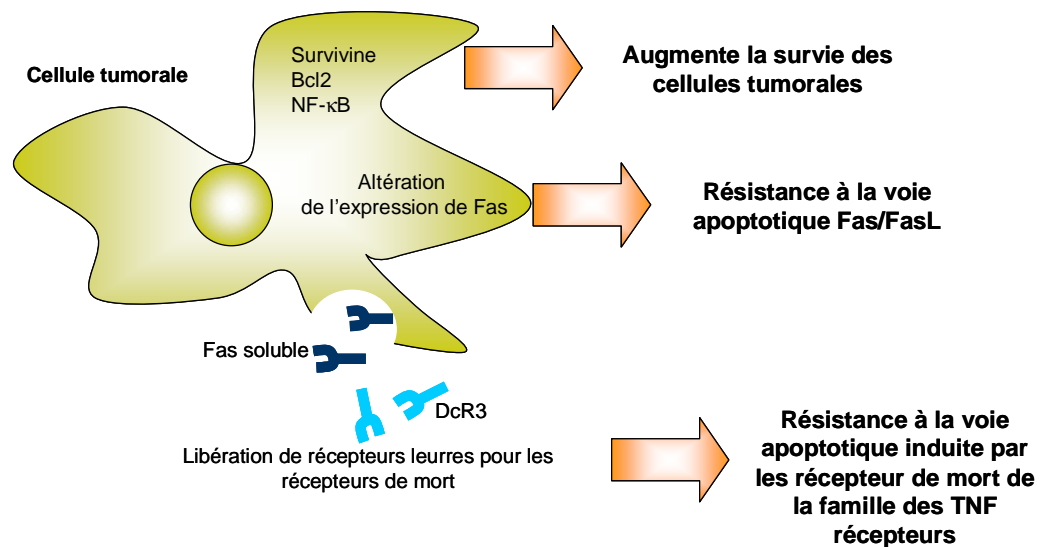 Cellule tumorale
Survivine
Bcl2
NF-κB
Augmente la survie des
cellules tumorales
Altération
de l'expression de Fas
Résistance à la voie
apoptotique Fas/FasL
Fas soluble
DcR3
Libération de récepteurs leurres pour les
récepteurs de mort
Résistance à la voie
apoptotique induite par
les récepteur de mort de
la famille des TNF
récepteurs